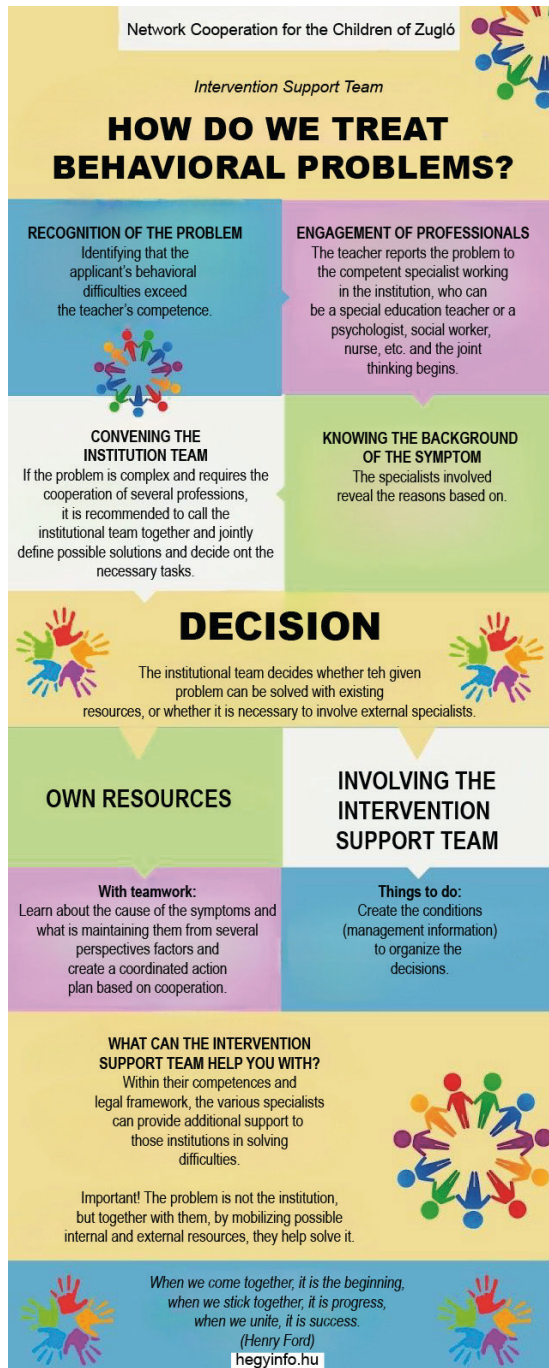 Network Cooperation for the Children of Zugló
Intervention Support Team
HOW DO WE TREAT
BEHAVIORAL PROBLEMS?
RECOGNITION OF THE PROBLEM
Identifying that the
applicant's behavioral
difficulties exceed
the teacher's competence.
ENGAGEMENT OF PROFESSIONALS
The teacher reports the problem to
the competent specialist working
in the institution, who can
be a special education teacher or a
psychologist, social worker,
nurse, etc. and the joint
thinking begins.
CONVENING THE
INSTITUTION TEAM
If the problem is complex and requires the
cooperation of several professions,
it is recommended to call the
institutional team together and jointly
define possible solutions and decide ont the
necessary tasks.
KNOWING THE BACKGROUND
OF THE SYMPTOM
The specialists involved
reveal the reasons based on.
DECISION
The institutional team decides whether teh given
problem can be solved with existing
resources, or whether it is necessary to involve external specialists.
OWN RESOURCES
INVOLVING THE
INTERVENTION
SUPPORT TEAM
With teamwork:
Learn about the cause of the symptoms and
what is maintaining them from several
perspectives factors and
create a coordinated action
plan based on cooperation.
Things to do:
Create the conditions
(management information)
to organize the
decisions.
WHAT CAN THE INTERVENTION
SUPPORT TEAM HELP YOU WITH?
Within their competences and
legal framework, the various specialists
can provide additional support to
those institutions in solving
difficulties.
Important! The problem is not the institution,
but together with them, by mobilizing possible
internal and external resources, they help solve it.
When we come together, it is the beginning,
when we stick together, it is progress,
when we unite, it is success.
(Henry Ford)
hegyinfo.hu